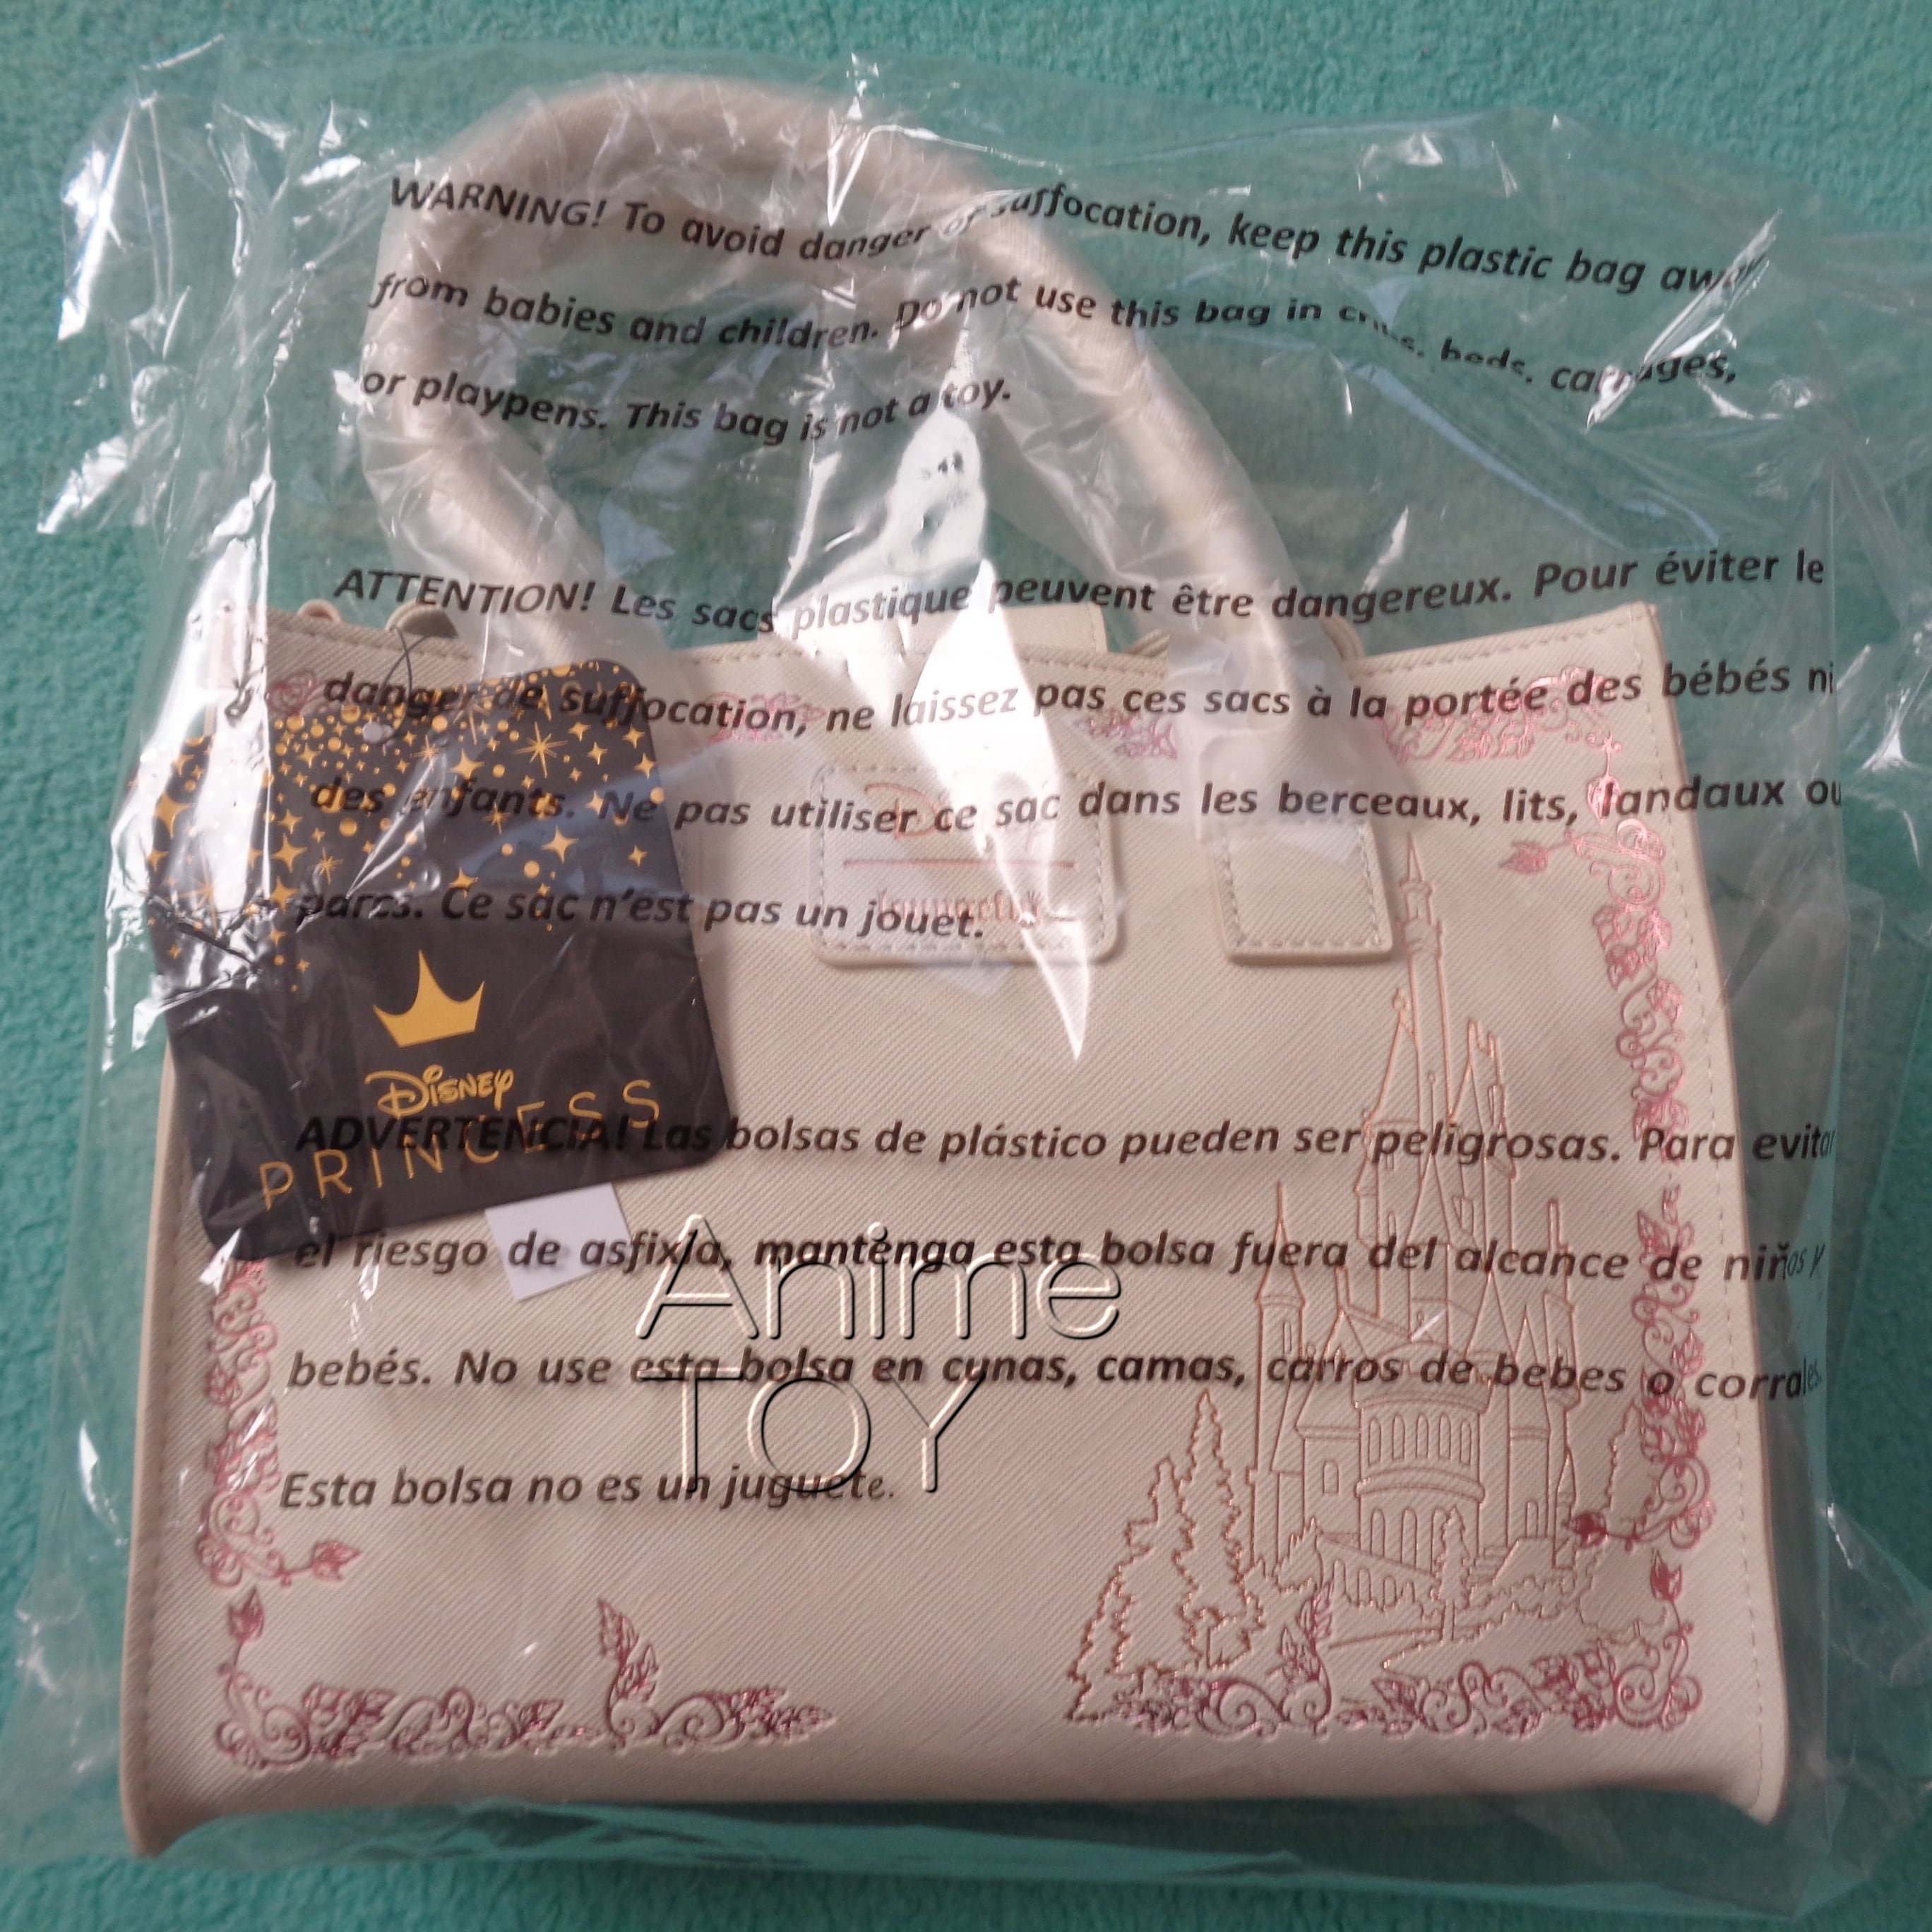 WARNING! To avoid danger of suffocation, keep this plastic bag away
from babies and children. Do not use this bag in cribs, beds, carriages,
or playpens. This bag is not a toy.
ATTENTION! Les sacs plastique peuvent être dangereux. Pour éviter le
danger de suffocation, ne laissez pas ces sacs à la portée des bébés ni
des enfants. Ne pas utiliser ce sac dans les berceaux, lits, landaux ou
parcs. Ce sac n'est pas un jouet.
Disney
Loungefly
Disney
PRINCESS
ADVERTENCIA! Las bolsas de plástico pueden ser peligrosas. Para evitar
el riesgo de asfixia, mantenga esta bolsa fuera del alcance de niños y
bebés. No use esta bolsa en cunas, camas, carros de bebes o corrales.
Esta bolsa no es un juguete.
Anime
TOY